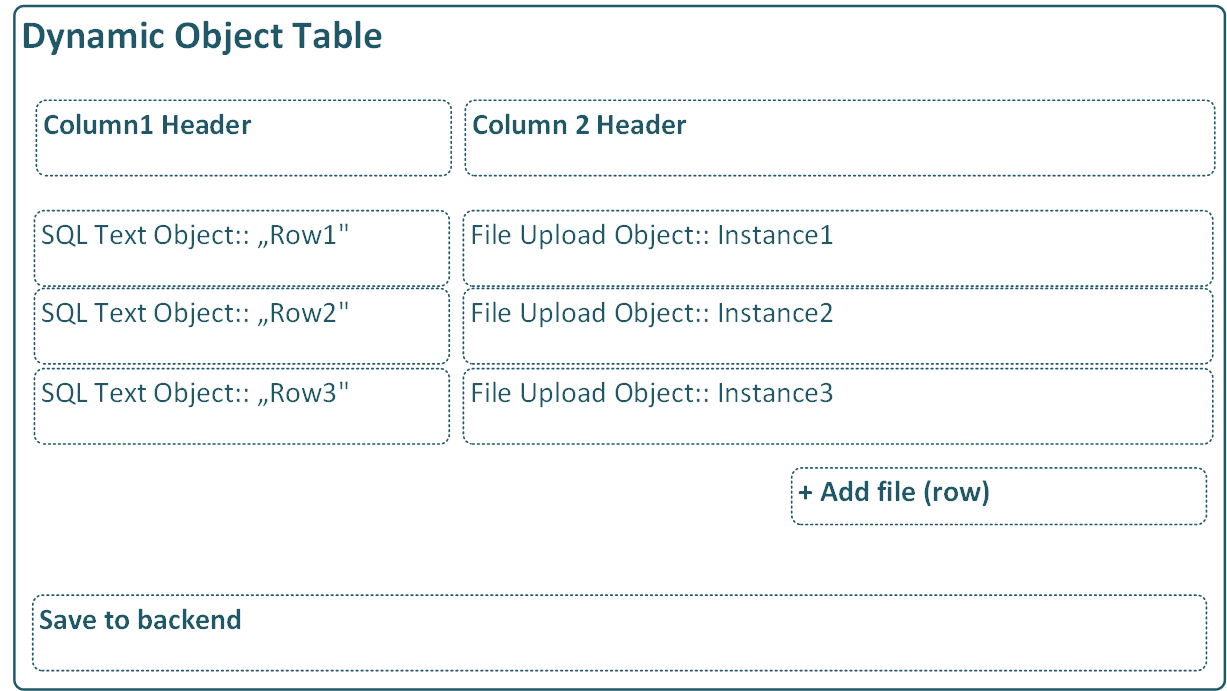 Dynamic Object Table
Column1 Header
Column 2 Header
SQL Text Object:: „Row1"
File Upload Object:: Instance1
SQL Text Object:: „Row2"
File Upload Object:: Instance2
SQL Text Object:: „Row3"
File Upload Object:: Instance3
+ Add file (row)
Save to backend